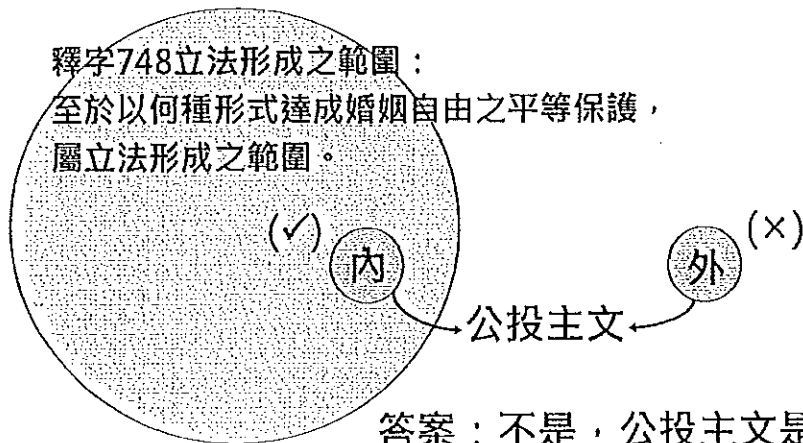 釋字748立法形成之範圍：
至於以何種形式達成婚姻自由之平等保護，
屬立法形成之範圍。
(✓)
內
外
(×)
公投主文
答案：不是，公投主文是